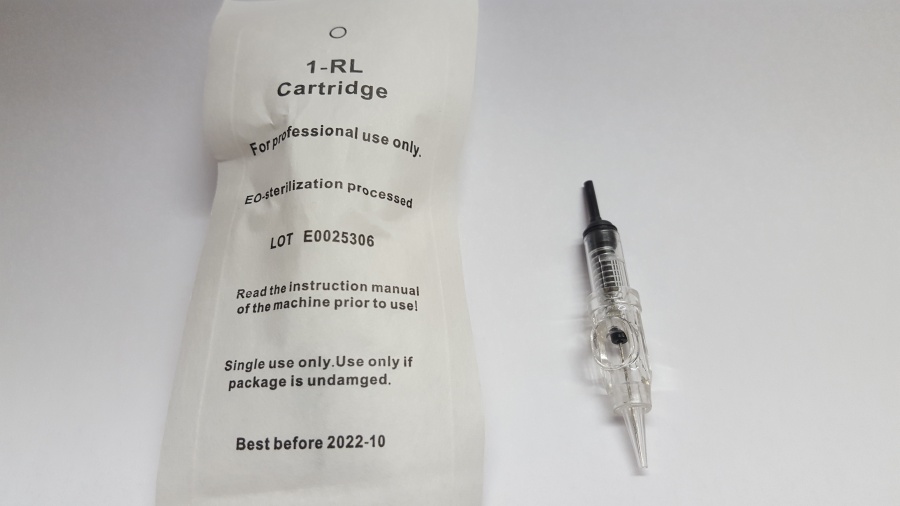 1-RL
Cartridge
For professional use only.
EO-sterilization processed
LOT E0025306
Read the instruction manual
of the machine prior to use!
Single use only.Use only if
package is undamged.
Best before 2022-10